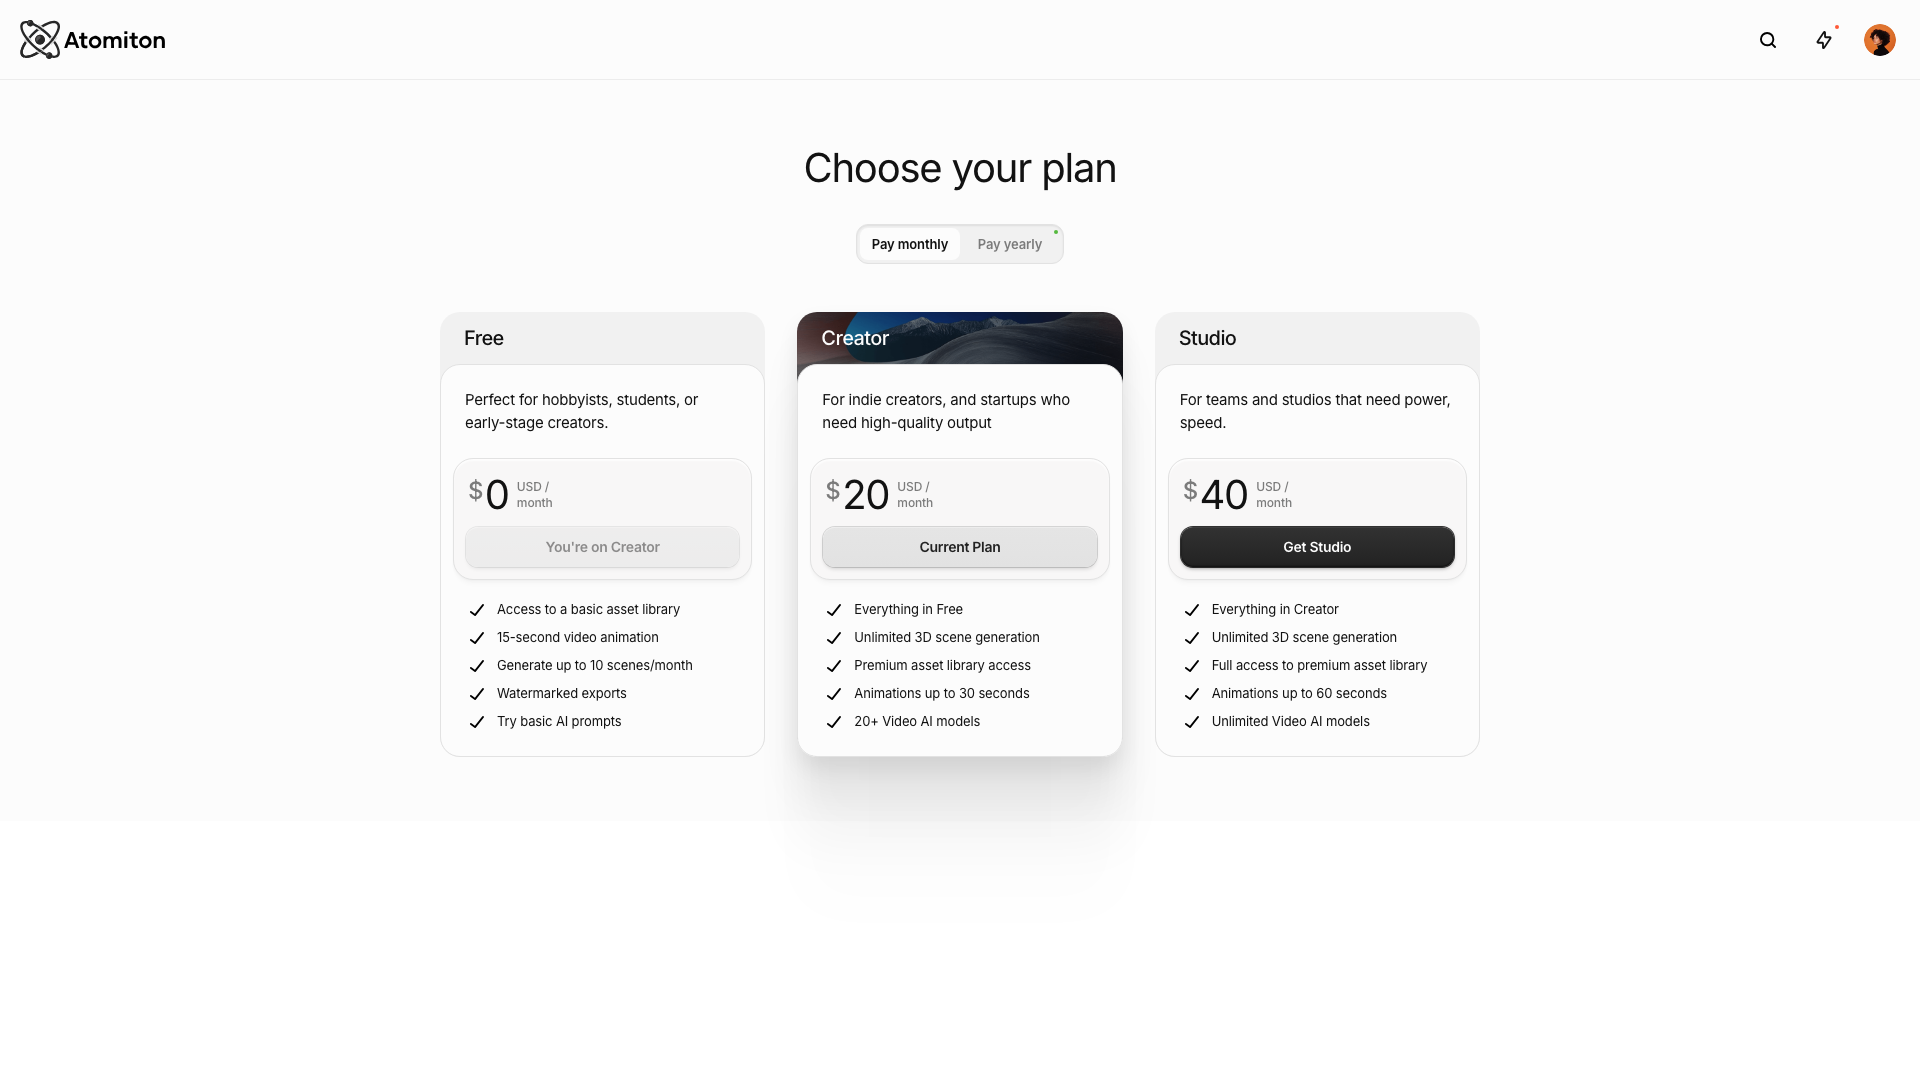 Atomiton
Choose your plan
Pay monthly
Pay yearly
Free
Perfect for hobbyists, students, or
early-stage creators.
$0 USD /
month
You're on Creator
Access to a basic asset library
15-second video animation
Generate up to 10 scenes/month
Watermarked exports
Try basic AI prompts
Creator
For indie creators, and startups who
need high-quality output
$20 USD /
month
Current Plan
Everything in Free
Unlimited 3D scene generation
Premium asset library access
Animations up to 30 seconds
20+ Video AI models
Studio
For teams and studios that need power,
speed.
$40 USD /
month
Get Studio
Everything in Creator
Unlimited 3D scene generation
Full access to premium asset library
Animations up to 60 seconds
Unlimited Video AI models